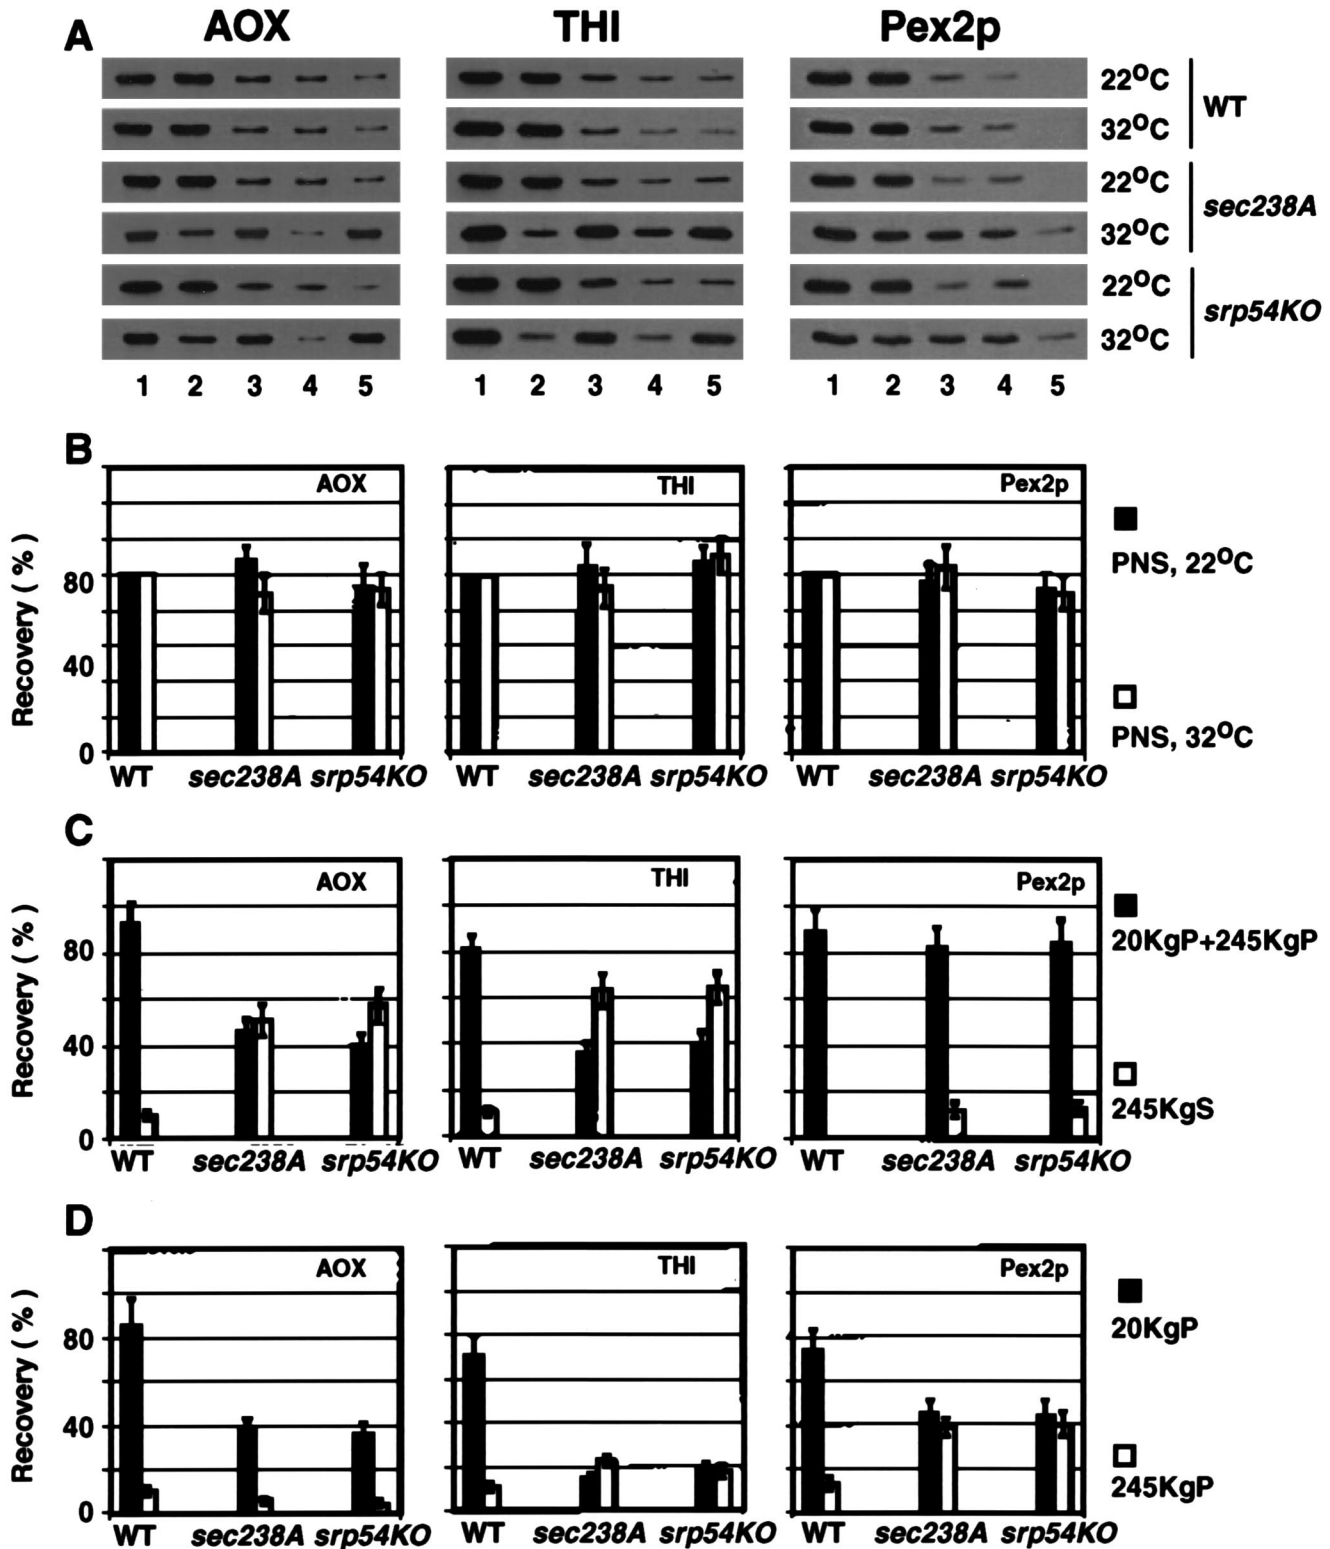 A
AOX THI Pex2p
22°C
32°C
WT
22°C
32°C
sec238A
22°C
32°C
srp54KO
1 2 3 4 5 1 2 3 4 5 1 2 3 4 5
B
Recovery ( % )
80
40
0
AOX
THI
Pex2p
WT sec238A srp54KO
WT sec238A srp54KO
WT sec238A srp54KO
PNS, 22°C
PNS, 32°C
C
Recovery ( % )
80
40
0
AOX
THI
Pex2p
WT sec238A srp54KO
WT sec238A srp54KO
WT sec238A srp54KO
20KgP+245KgP
245KgS
D
Recovery ( % )
80
40
0
AOX
THI
Pex2p
WT sec238A srp54KO
WT sec238A srp54KO
WT sec238A srp54KO
20KgP
245KgP